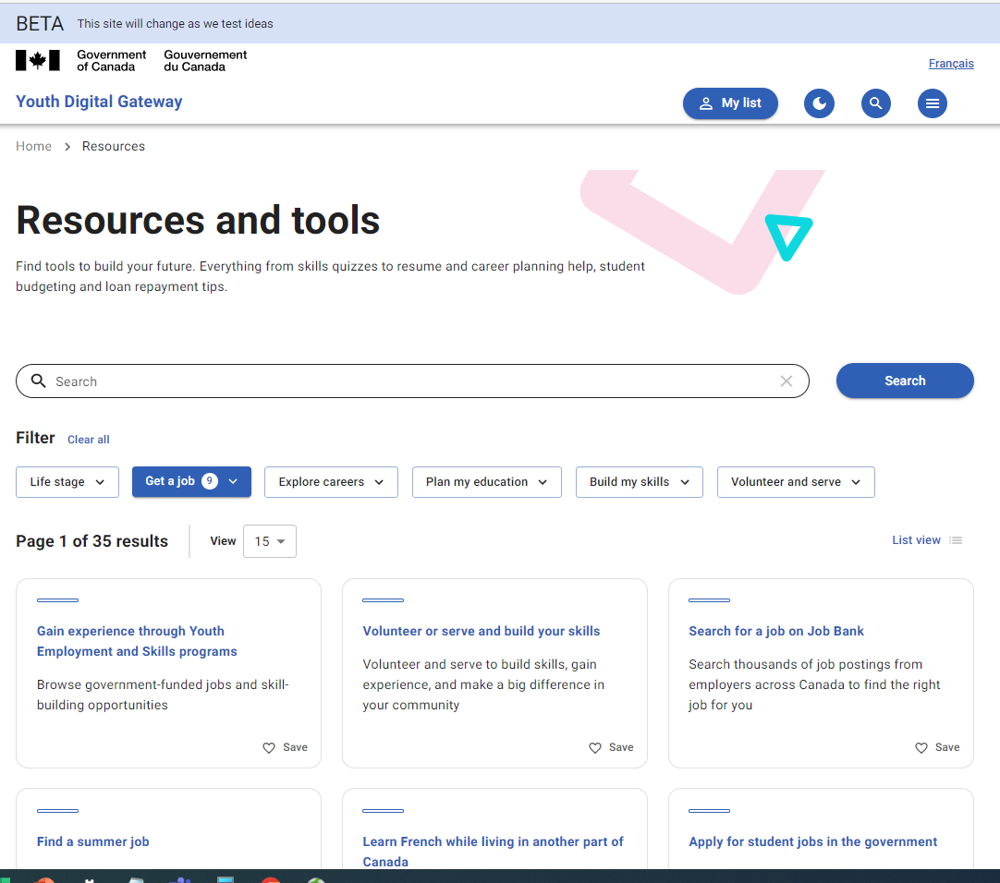 BETA This site will change as we test ideas
Government Gouvernement
of Canada du Canada
Français
Youth Digital Gateway
My list
Home > Resources
Resources and tools
Find tools to build your future. Everything from skills quizzes to resume and career planning help, student
budgeting and loan repayment tips.
Search
Search
Filter Clear all
Life stage
Get a job 9
Explore careers
Plan my education
Build my skills
Volunteer and serve
Page 1 of 35 results
View 15
List view
Gain experience through Youth
Employment and Skills programs
Browse government-funded jobs and skill-
building opportunities
Save
Volunteer or serve and build your skills
Volunteer and serve to build skills, gain
experience, and make a big difference in
your community
Save
Search for a job on Job Bank
Search thousands of job postings from
employers across Canada to find the right
job for you
Save
Find a summer job
Learn French while living in another part of
Canada
Apply for student jobs in the government